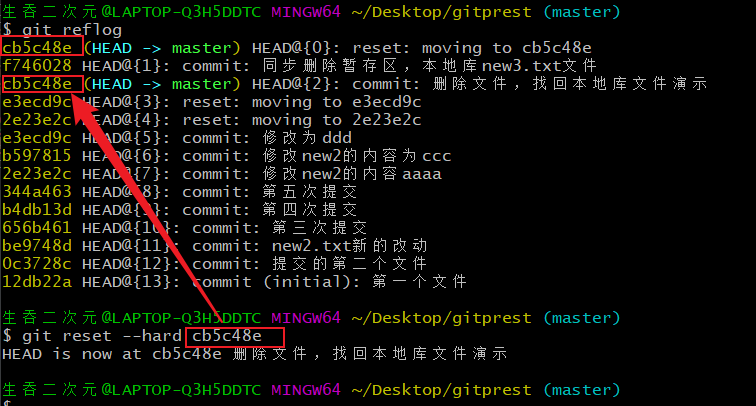 生吞二次元@LAPTOP-Q3H5DDTC MINGW64 ~/Desktop/gitprest (master)
$ git reflog
cb5c48e (HEAD -> master) HEAD@{0}: reset: moving to cb5c48e
f746028 HEAD@{1}: commit: 同步删除暂存区，本地库new3.txt文件
cb5c48e (HEAD -> master) HEAD@{2}: commit: 删除文件，找回本地库文件演示
e3ecd9c HEAD@{3}: reset: moving to e3ecd9c
2e23e2c HEAD@{4}: reset: moving to 2e23e2c
e3ecd9c HEAD@{5}: commit: 修改为ddd
b597815 HEAD@{6}: commit: 修改new2的内容为ccc
2e23e2c HEAD@{7}: commit: 修改new2的内容aaaa
344a463 HEAD@{8}: commit: 第五次提交
b4db13d HEAD@{9}: commit: 第四次提交
656b461 HEAD@{10}: commit: 第三次提交
be9748d HEAD@{11}: commit: new2.txt新的改动
0c3728c HEAD@{12}: commit: 提交的第二个文件
12db22a HEAD@{13}: commit (initial): 第一个文件
生吞二次元@LAPTOP-Q3H5DDTC MINGW64 ~/Desktop/gitprest (master)
$ git reset --hard cb5c48e
HEAD is now at cb5c48e 删除文件，找回本地库文件演示
生吞二次元@LAPTOP-Q3H5DDTC MINGW64 ~/Desktop/gitprest (master)
$